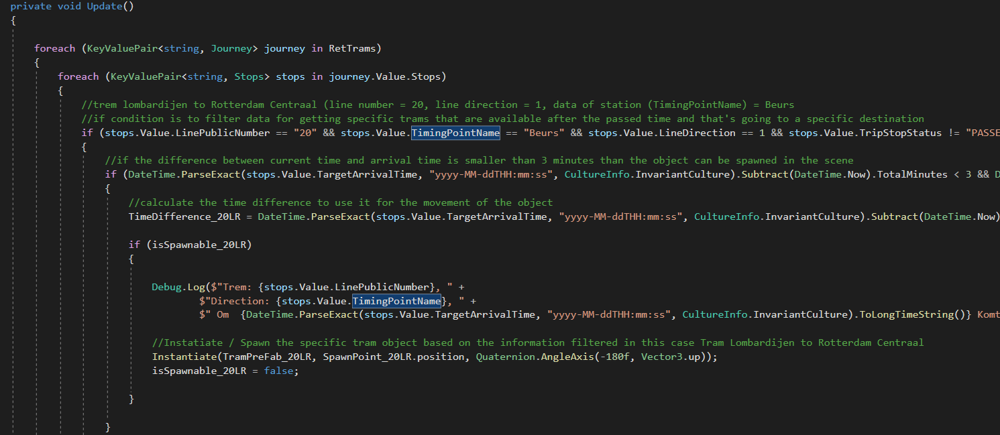 private void Update()
{
foreach (KeyValuePair<string, Journey> journey in RetTrams)
{
foreach (KeyValuePair<string, Stops> stops in journey.Value.Stops)
{
//trem lombardijen to Rotterdam Centraal (line number = 20, line direction = 1, data of station (TimingPointName) = Beurs
//if condition is to filter data for getting specific trams that are available after the passed time and that's going to a specific destination
if (stops.Value.LinePublicNumber == "20" && stops.Value.TimingPointName == "Beurs" && stops.Value.LineDirection == 1 && stops.Value.TripStopStatus != "PASSE
{
//if the difference between current time and arrival time is smaller than 3 minutes than the object can be spawned in the scene
if (DateTime.ParseExact(stops.Value.TargetArrivalTime, "yyyy-MM-ddTHH:mm:ss", CultureInfo.InvariantCulture).Subtract(DateTime.Now).TotalMinutes < 3 && D
{
//calculate the time difference to use it for the movement of the object
TimeDifference_20LR = DateTime.ParseExact(stops.Value.TargetArrivalTime, "yyyy-MM-ddTHH:mm:ss", CultureInfo.InvariantCulture).Subtract(DateTime.Now)
if (isSpawnable_20LR)
{
Debug.Log($"Trem: {stops.Value.LinePublicNumber}, " +
$"Direction: {stops.Value.TimingPointName}, " +
$" Om  {DateTime.ParseExact(stops.Value.TargetArrivalTime, "yyyy-MM-ddTHH:mm:ss", CultureInfo.InvariantCulture).ToLongTimeString()} Komt
//Instatiate / Spawn the specific tram object based on the information filtered in this case Tram Lombardijen to Rotterdam Centraal
Instantiate(TramPreFab_20LR, SpawnPoint_20LR.position, Quaternion.AngleAxis(-180f, Vector3.up));
isSpawnable_20LR = false;
}
}